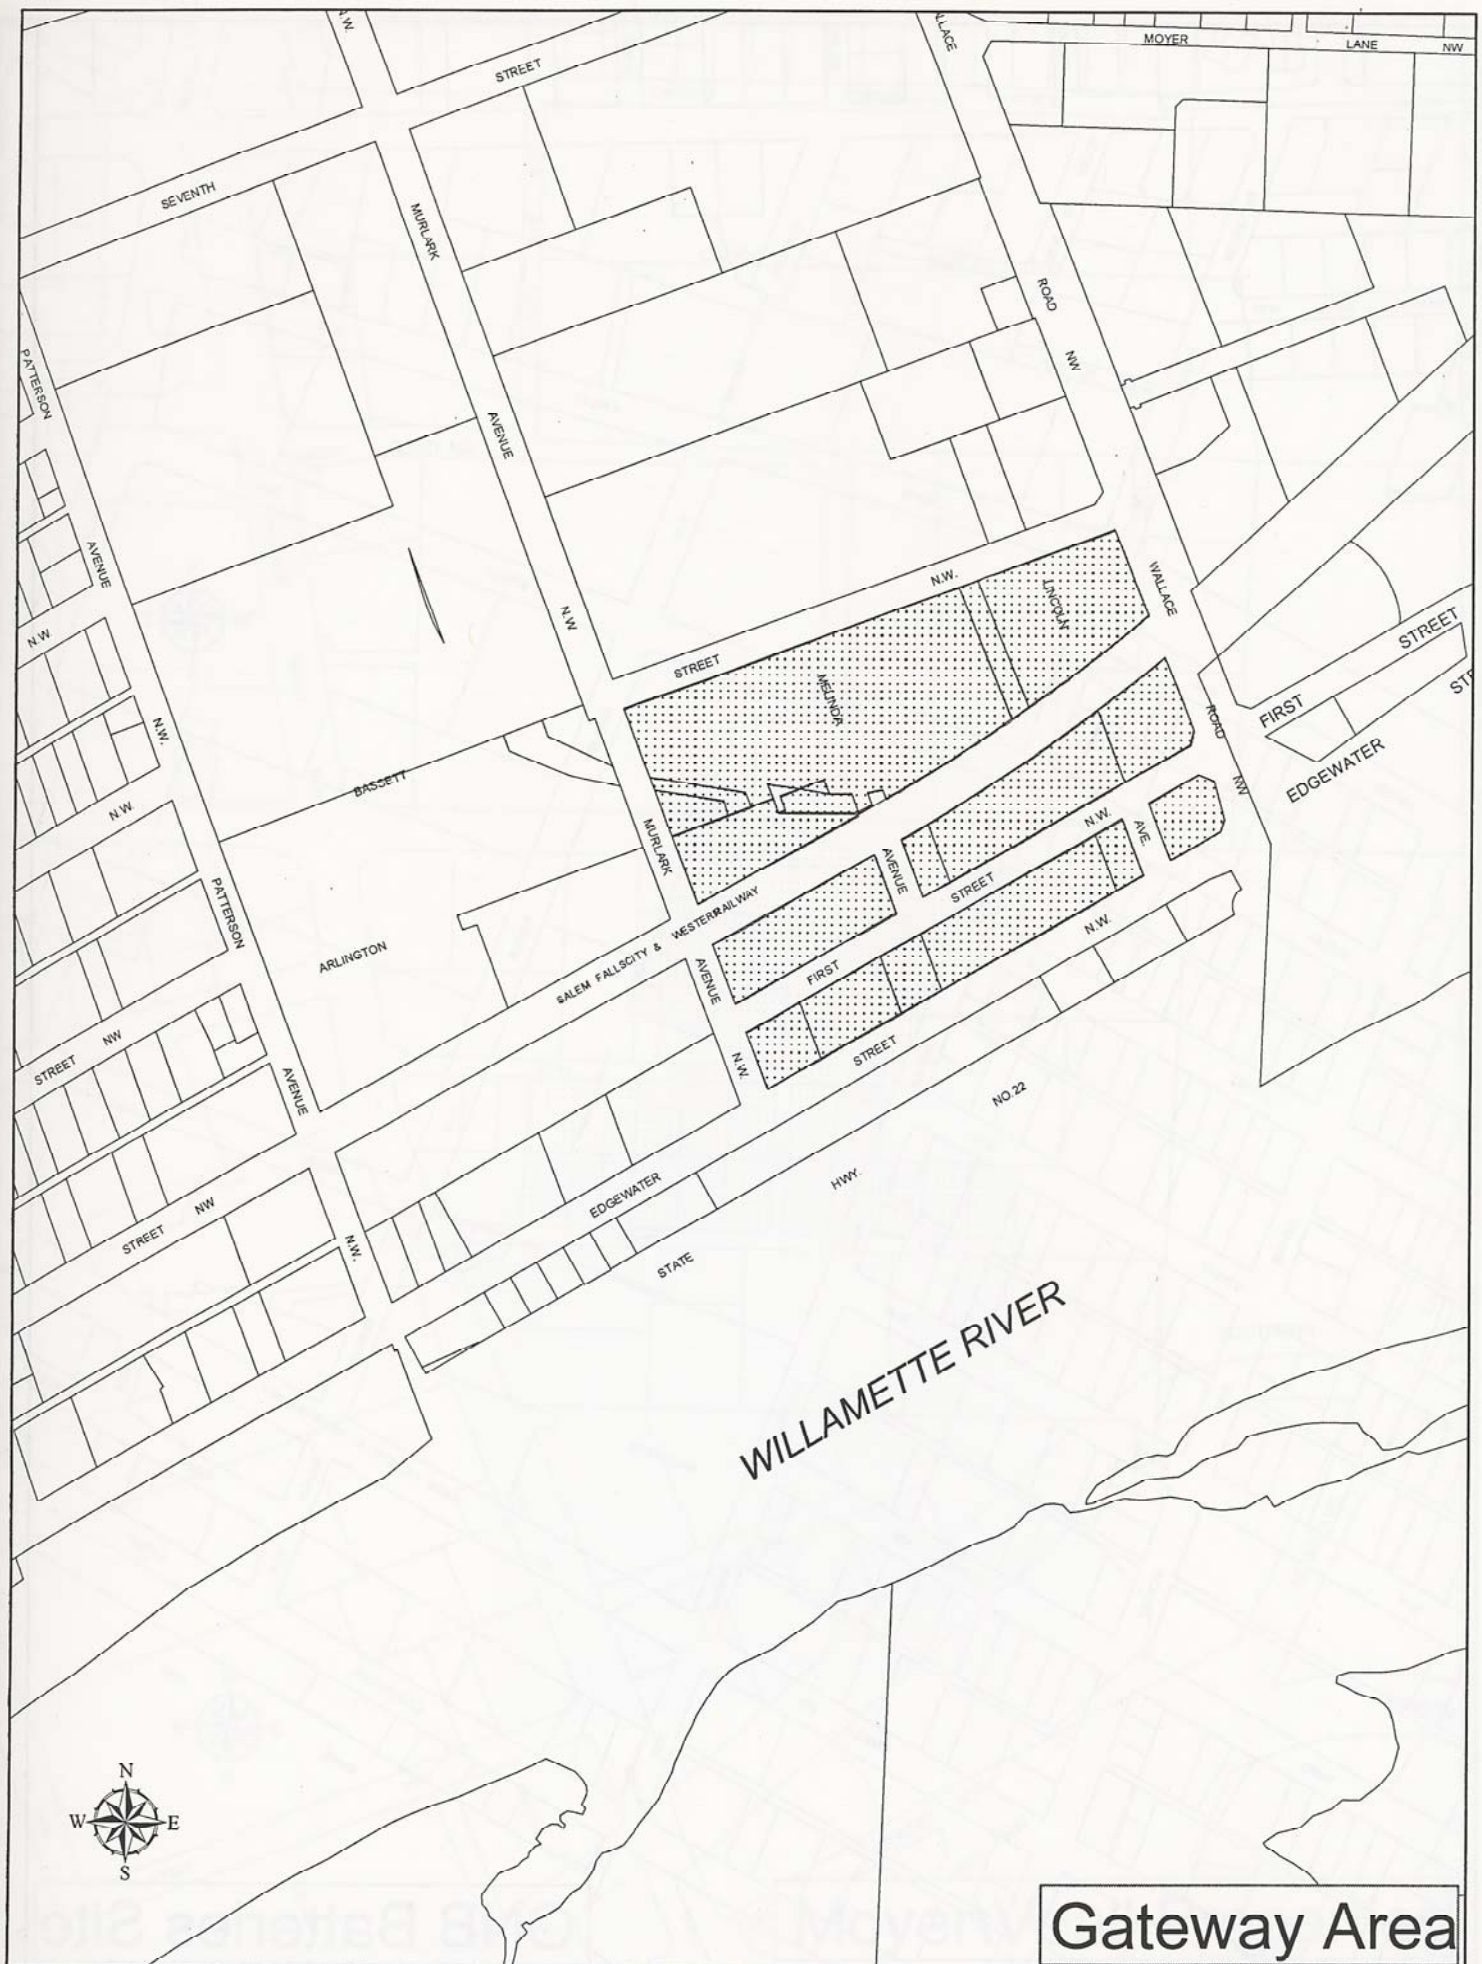 N.W.
STREET
WALLACE
MOYER LANE NW
SEVENTH
MURLARK
ROAD
NW
PATTERSON
AVENUE
AVENUE
N.W.
N.W.
WALLACE
LINCOLN
N.W
N.W.
STREET
MELINDA
STREET
FIRST
ROAD
N.W.
EDGEWATER
NW
BASSETT
N.W
MURLARK
N.W.
AVE.
AVENUE
STREET
PATTERSON
ARLINGTON
SALEM FALLSCITY & WESTERN RAILWAY
N.W.
AVENUE
FIRST
STREET NW
STREET
N.W.
AVENUE
NO.22
HWY.
EDGEWATER
STREET NW
N.W.
STATE
WILLAMETTE RIVER
N
W E
S
Gateway Area